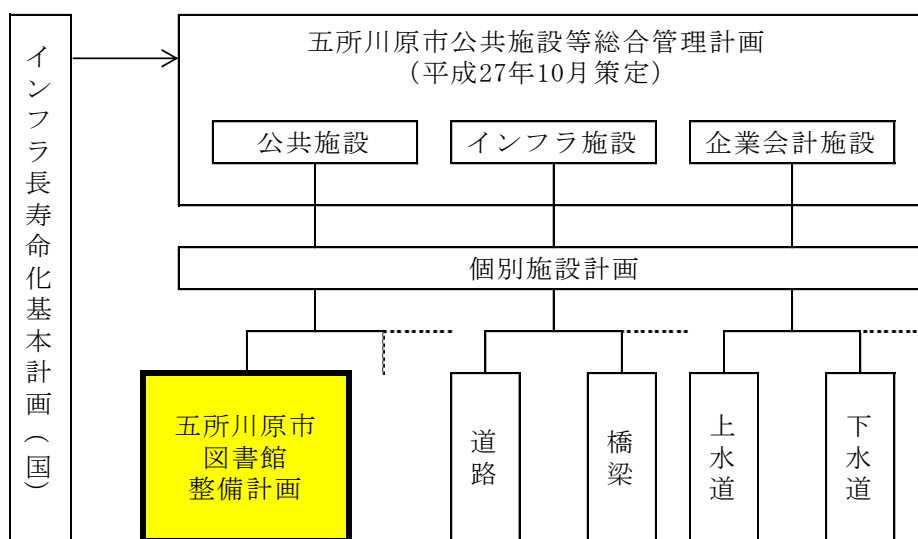 インフラ長寿命化基本計画（国）
五所川原市公共施設等総合管理計画
（平成27年10月策定）
公共施設
インフラ施設
企業会計施設
個別施設計画
五所川原市
図書館
整備計画
道路
橋梁
上水道
下水道